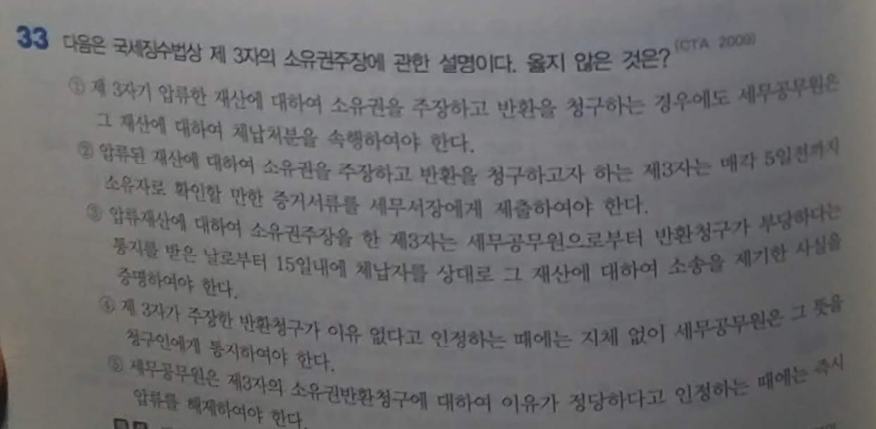 33 다음은 국세징수법상 제 3자의 소유권주장에 관한 설명이다. 옳지 않은 것은? (CTA 2000)
① 제 3자기 압류한 재산에 대하여 소유권을 주장하고 반환을 청구하는 경우에도 세무공무원은
그 재산에 대하여 체납처분을 속행하여야 한다.
② 압류된 재산에 대하여 소유권을 주장하고 반환을 청구하고자 하는 제3자는 매각 5일전까지
소유자로 확인할 만한 증거서류를 세무서장에게 제출하여야 한다.
③ 압류재산에 대하여 소유권주장을 한 제3자는 세무공무원으로부터 반환청구가 부당하다는
통지를 받은 날로부터 15일내에 체납자를 상대로 그 재산에 대하여 소송을 제기한 사실을
증명하여야 한다.
④ 제 3자가 주장한 반환청구가 이유 없다고 인정하는 때에는 지체 없이 세무공무원은 그 뜻을
청구인에게 통지하여야 한다.
⑤ 세무공무원은 제3자의 소유권반환청구에 대하여 이유가 정당하다고 인정하는 때에는 즉시
압류를 해제하여야 한다.